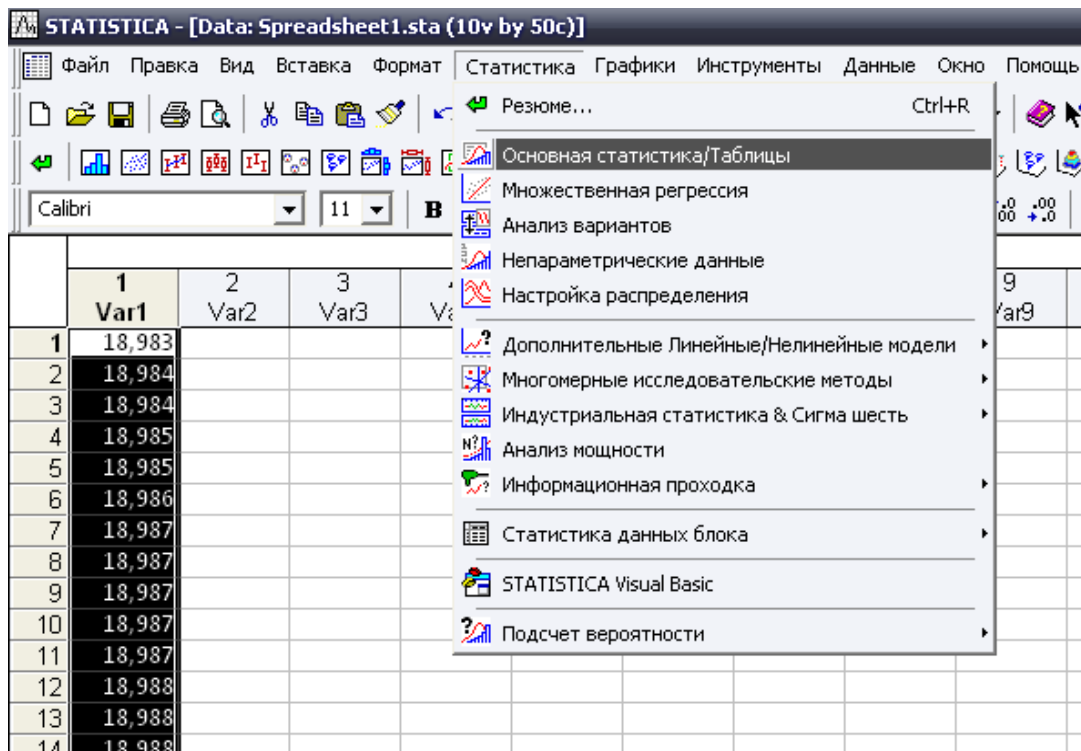 STATISTICA - [Data: Spreadsheet1.sta (10v by 50c)]
Файл Правка Вид Вставка Формат Статистика Графики Инструменты Данные Окно Помощь
Резюме... Ctrl+R
Основная статистика/Таблицы
Calibri 11 B
Множественная регрессия
Анализ вариантов
Непараметрические данные
Настройка распределения
Дополнительные Линейные/Нелинейные модели
Многомерные исследовательские методы
Индустриальная статистика & Сигма шесть
Анализ мощности
Информационная проходка
Статистика данных блока
STATISTICA Visual Basic
Подсчет вероятности
1 2 3 9
Var1 Var2 Var3
1 18,983
2 18,984
3 18,984
4 18,985
5 18,985
6 18,986
7 18,987
8 18,987
9 18,987
10 18,987
11 18,987
12 18,988
13 18,988
14 18,988